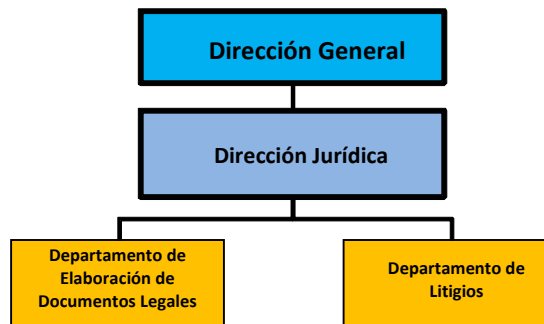 Dirección General
Dirección Jurídica
Departamento de
Elaboración de
Documentos Legales
Departamento de
Litigios